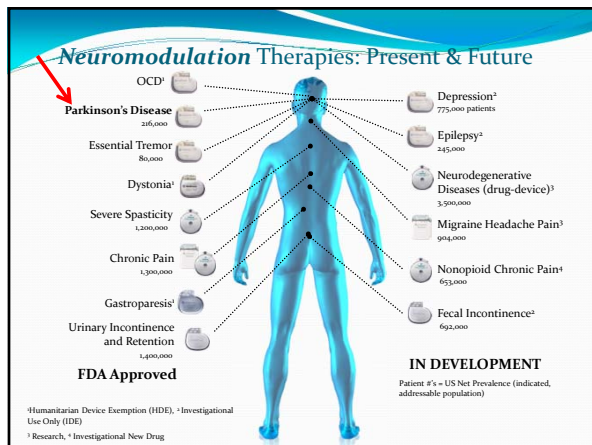 Neuromodulation Therapies: Present & Future
OCD¹
Parkinson's Disease
216,000
Essential Tremor
80,000
Dystonia¹
Severe Spasticity
1,200,000
Chronic Pain
1,300,000
Gastroparesis¹
Urinary Incontinence
and Retention
1,400,000
FDA Approved
Depression²
775,000 patients
Epilepsy²
245,000
Neurodegenerative
Diseases (drug-device)³
3,500,000
Migraine Headache Pain³
904,000
Nonopioid Chronic Pain⁴
653,000
Fecal Incontinence²
692,000
IN DEVELOPMENT
Patient #'s = US Net Prevalence (indicated,
addressable population)
¹Humanitarian Device Exemption (HDE), ² Investigational
Use Only (IDE)
³ Research, ⁴ Investigational New Drug